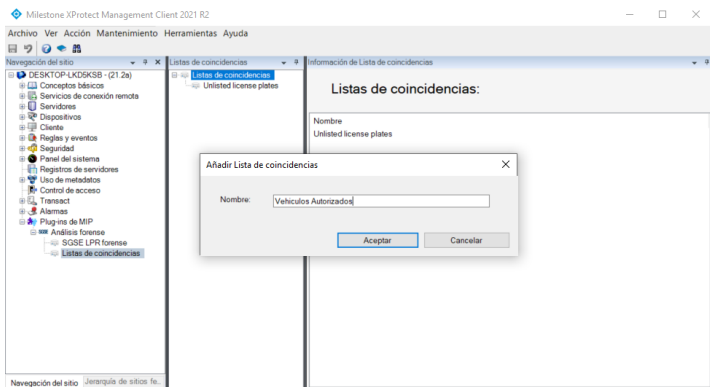 Milestone XProtect Management Client 2021 R2
Archivo Ver Acción Mantenimiento Herramientas Ayuda
Navegación del sitio
DESKTOP-LKD5KSB - (21.2a)
Conceptos básicos
Servicios de conexión remota
Servidores
Dispositivos
Cliente
Reglas y eventos
Seguridad
Panel del sistema
Registros de servidores
Uso de metadatos
Control de acceso
Transact
Alarmas
Plug-ins de MIP
Análisis forense
SGSE LPR forense
Listas de coincidencias
Navegación del sitio Jerarquía de sitios fe...
Listas de coincidencias
Listas de coincidencias
Unlisted license plates
Información de Lista de coincidencias
Listas de coincidencias:
Nombre
Unlisted license plates
Añadir Lista de coincidencias
Nombre: Vehiculos Autorizados
Aceptar Cancelar